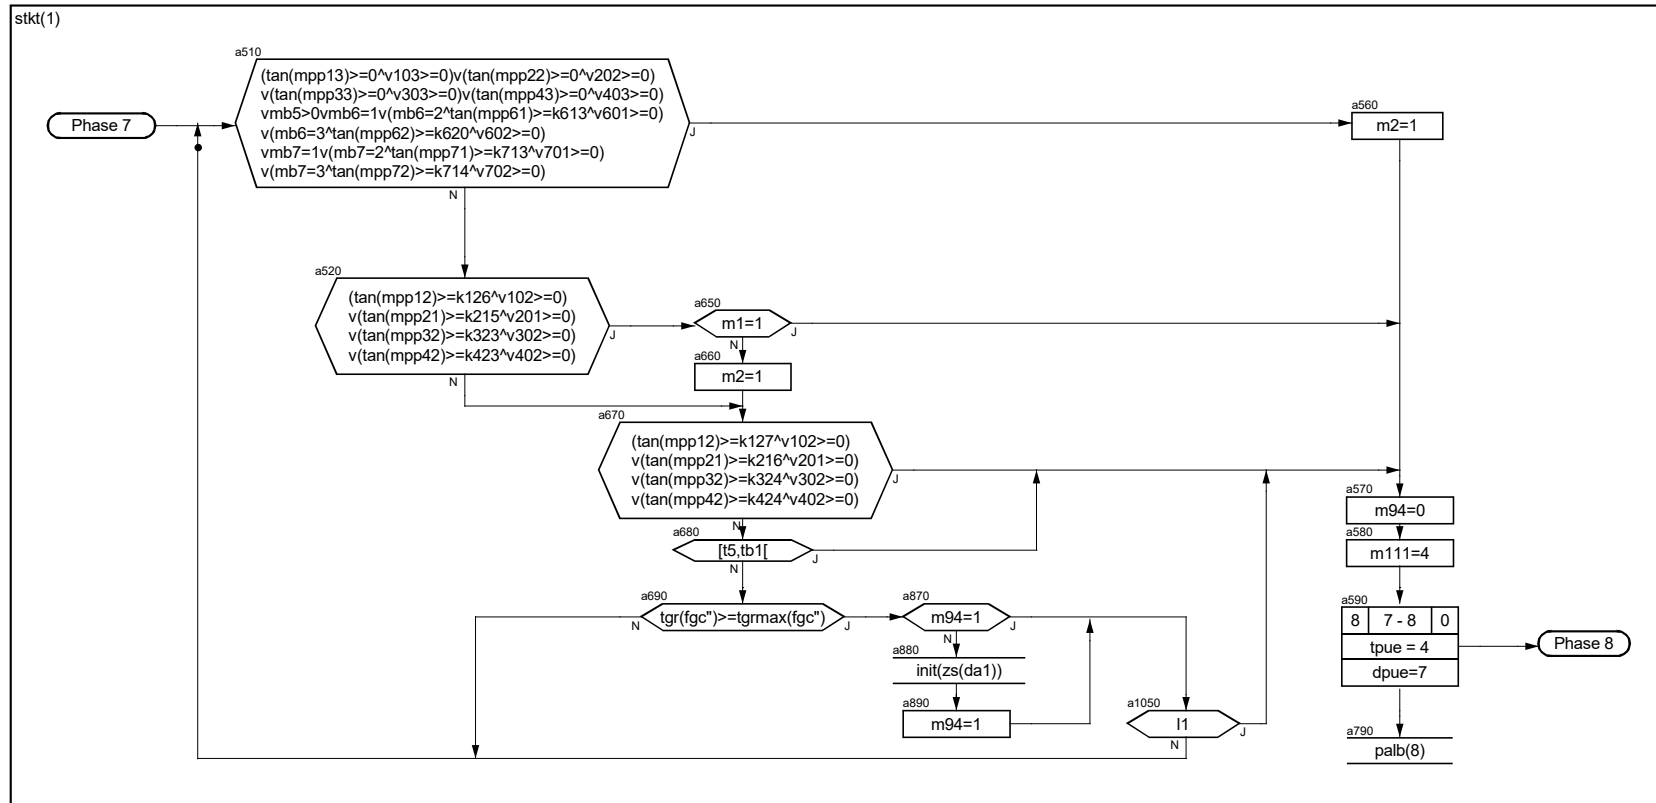 stkt(1)
a510
(tan(mpp13)>=0^v103>=0)v(tan(mpp22)>=0^v202>=0)
v(tan(mpp33)>=0^v303>=0)v(tan(mpp43)>=0^v403>=0)
vmb5>0vmb6=1v(mb6=2^tan(mpp61)>=k613^v601>=0)
v(mb6=3^tan(mpp62)>=k620^v602>=0)
vmb7=1v(mb7=2^tan(mpp71)>=k713^v701>=0)
v(mb7=3^tan(mpp72)>=k714^v702>=0)
J
N
Phase 7
a560
m2=1
a520
(tan(mpp12)>=k126^v102>=0)
v(tan(mpp21)>=k215^v201>=0)
v(tan(mpp32)>=k323^v302>=0)
v(tan(mpp42)>=k423^v402>=0)
J
N
a650
m1=1
J
N
a660
m2=1
a670
(tan(mpp12)>=k127^v102>=0)
v(tan(mpp21)>=k216^v201>=0)
v(tan(mpp32)>=k324^v302>=0)
v(tan(mpp42)>=k424^v402>=0)
J
N
a680
[t5,tb1[
J
N
a690
tgr(fgc")>=tgrmax(fgc")
N
J
a870
m94=1
J
N
a880
init(zs(da1))
a890
m94=1
a1050
l1
J
N
a570
m94=0
a580
m111=4
a590
8 7 - 8 0
tpue = 4
dpue=7
Phase 8
a790
palb(8)